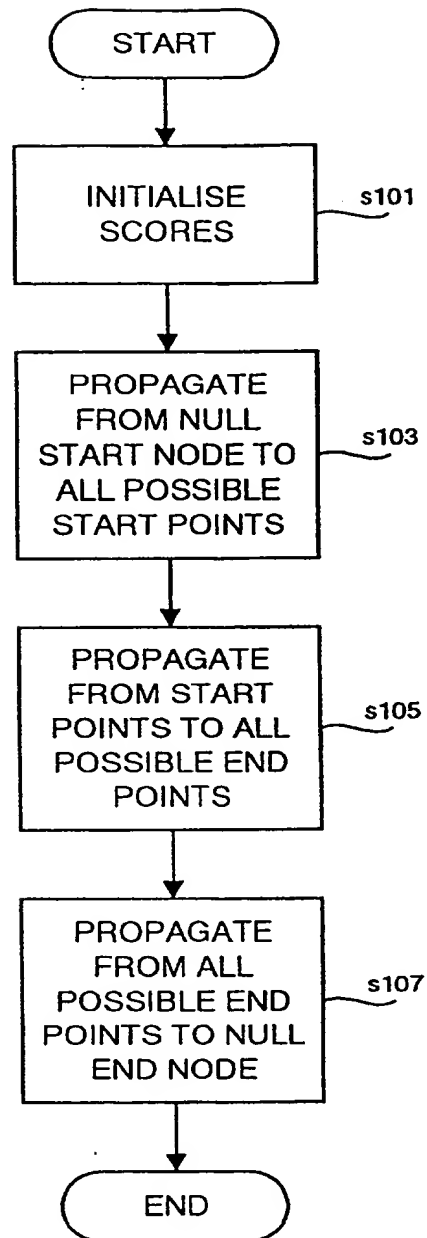 START
INITIALISE
SCORES
s101
PROPAGATE
FROM NULL
START NODE TO
ALL POSSIBLE
START POINTS
s103
PROPAGATE
FROM START
POINTS TO ALL
POSSIBLE END
POINTS
s105
PROPAGATE
FROM ALL
POSSIBLE END
POINTS TO NULL
END NODE
s107
END